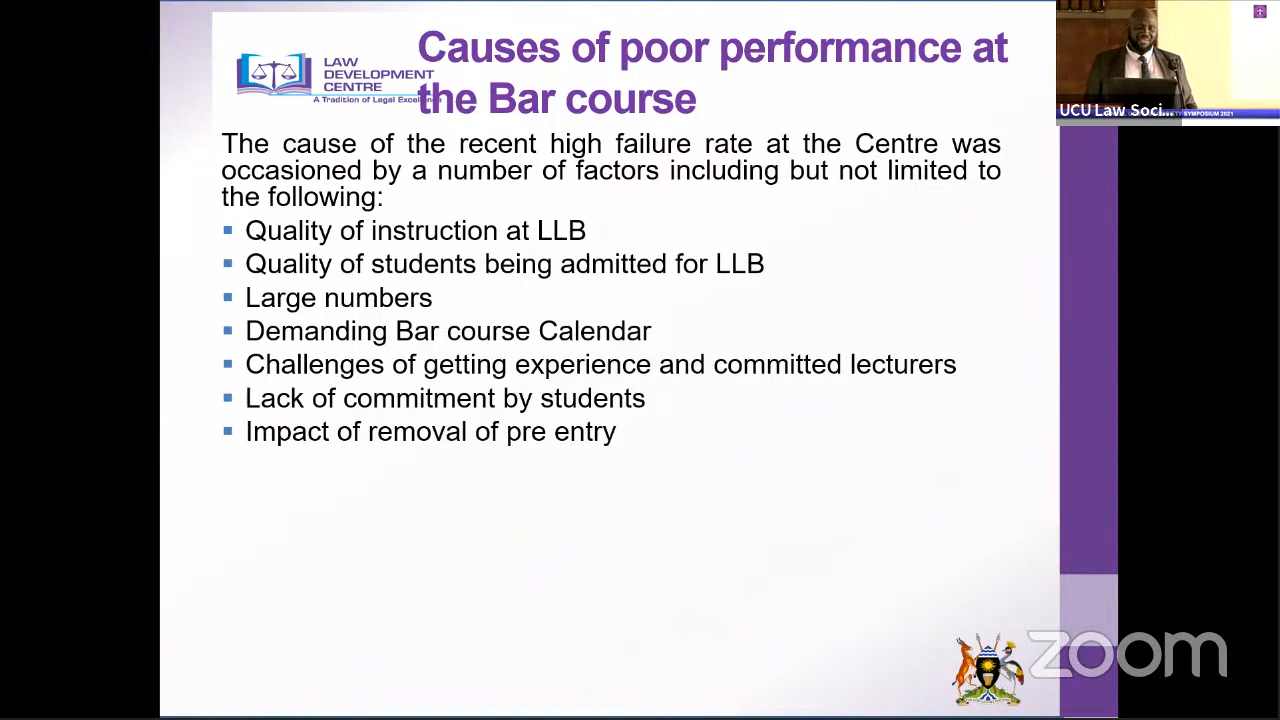 Causes of poor performance at
the Bar course
LAW
DEVELOPMENT
CENTRE
A Tradition of Legal Excellen
The cause of the recent high failure rate at the Centre was
occasioned by a number of factors including but not limited to
the following:
▪ Quality of instruction at LLB
▪ Quality of students being admitted for LLB
▪ Large numbers
▪ Demanding Bar course Calendar
▪ Challenges of getting experience and committed lecturers
▪ Lack of commitment by students
▪ Impact of removal of pre entry
UCU Law Soci...
SYMPOSIUM 2021
zoom